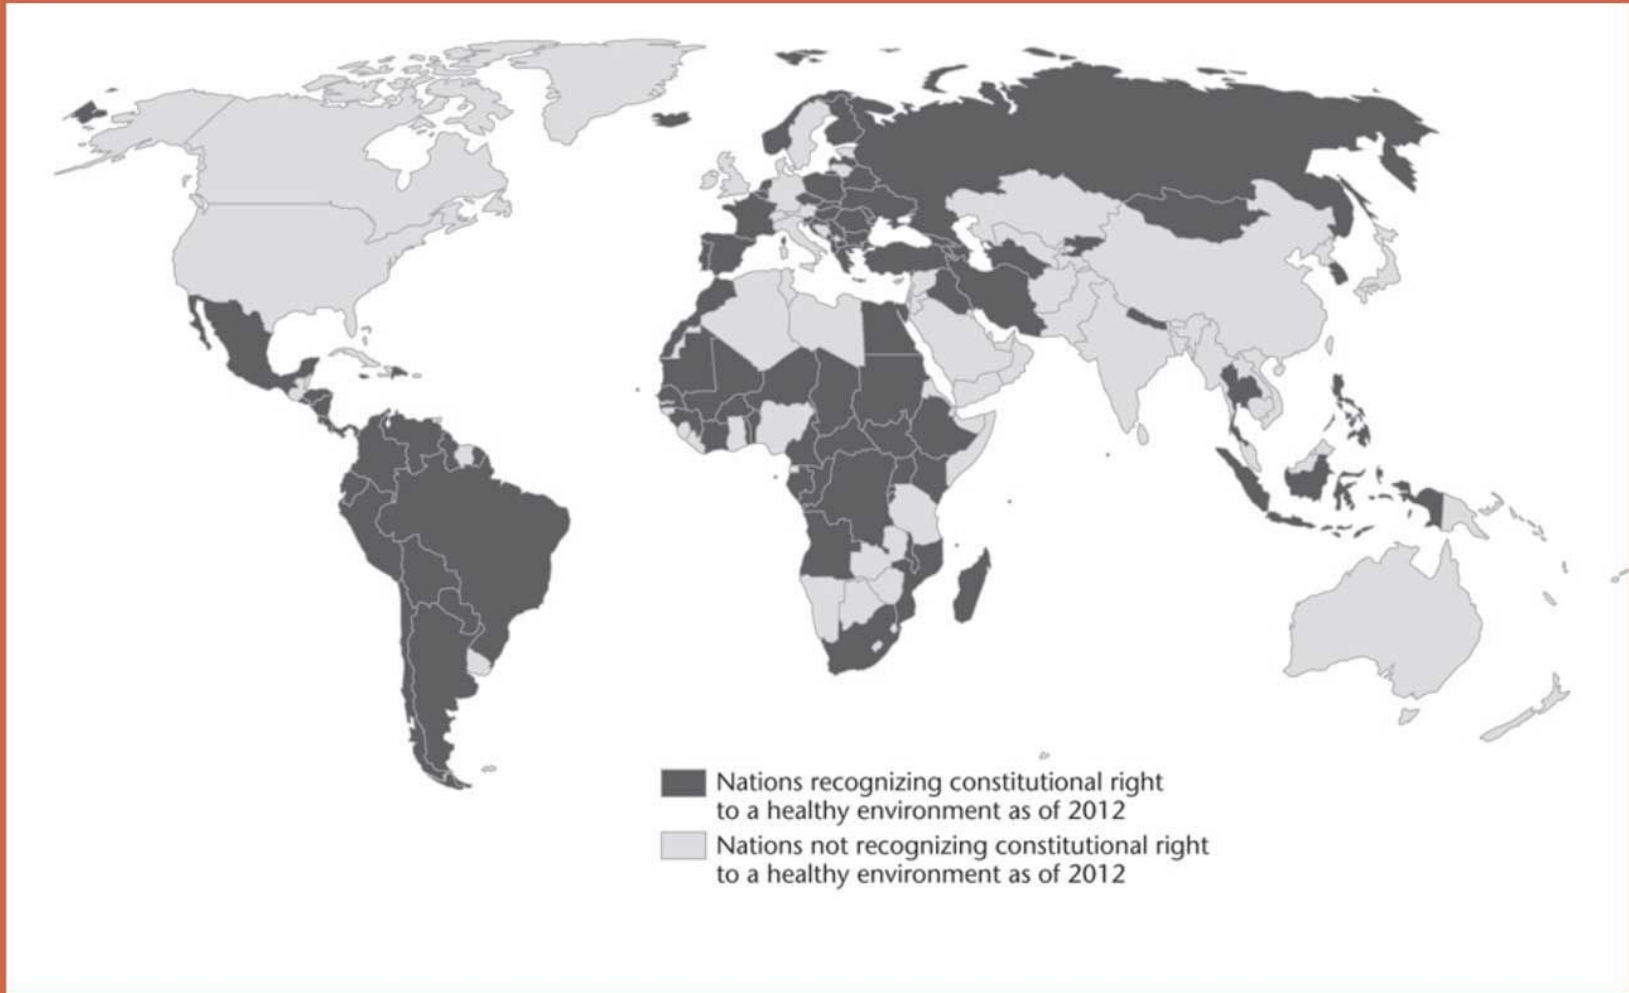 Nations recognizing constitutional right
to a healthy environment as of 2012
Nations not recognizing constitutional right
to a healthy environment as of 2012